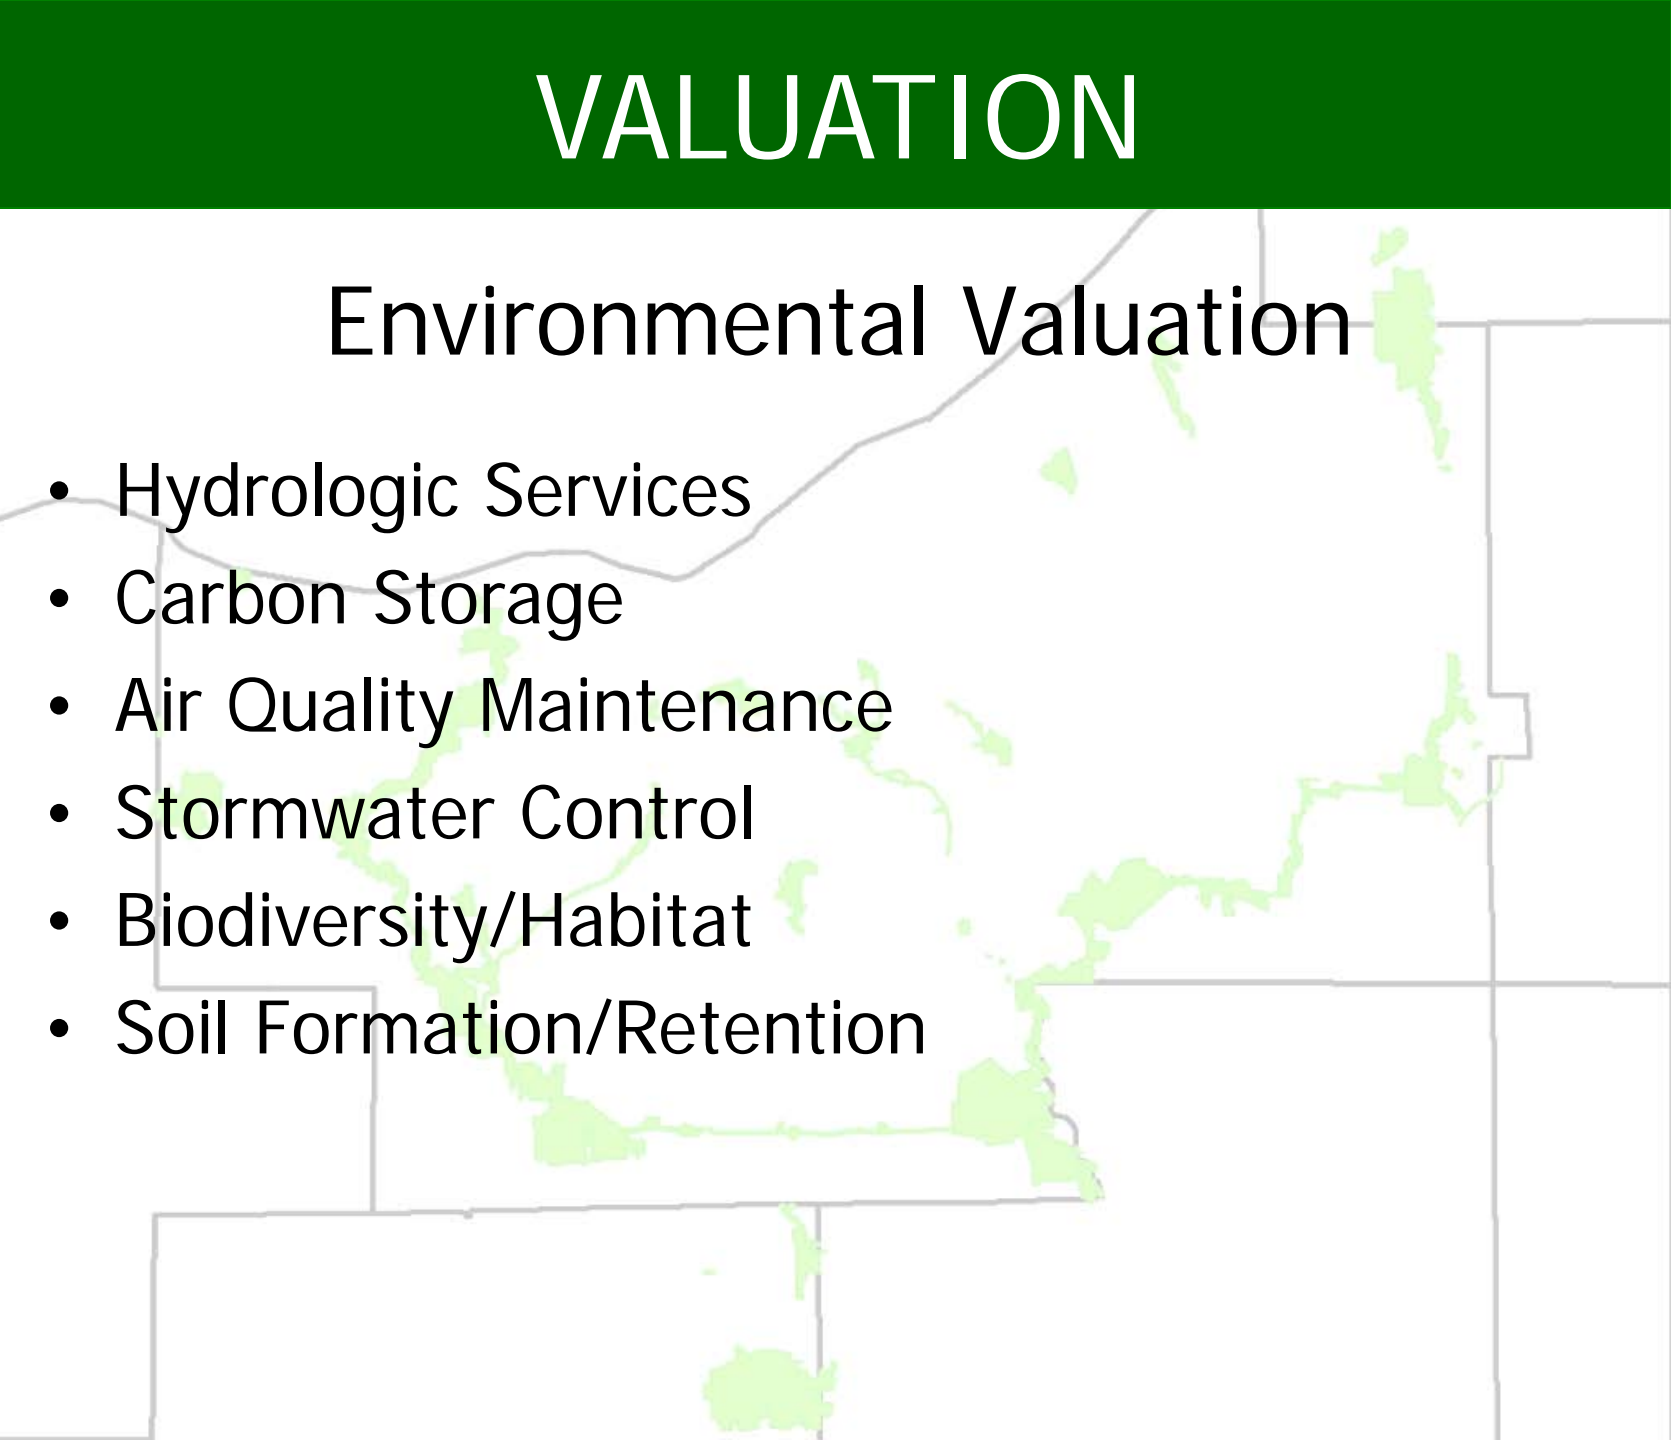 VALUATION
Environmental Valuation
• Hydrologic Services
• Carbon Storage
• Air Quality Maintenance
• Stormwater Control
• Biodiversity/Habitat
• Soil Formation/Retention